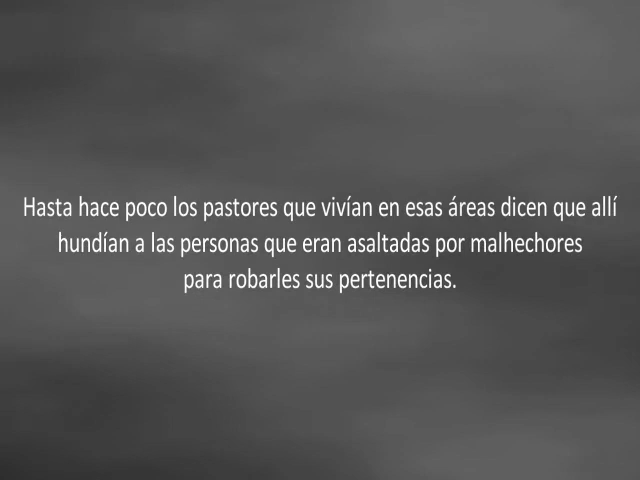 Hasta hace poco los pastores que vivían en esas áreas dicen que allí
hundían a las personas que eran asaltadas por malhechores
para robarles sus pertenencias.